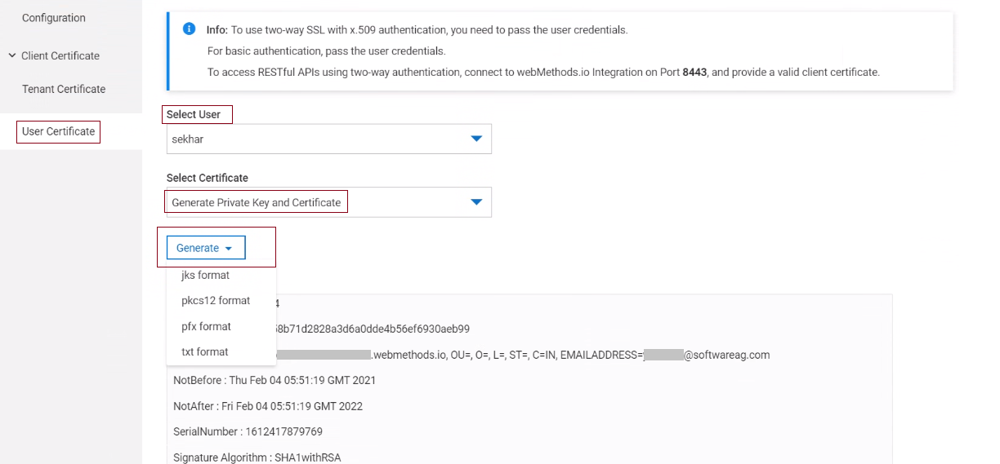 Configuration
Client Certificate
Tenant Certificate
User Certificate
Info: To use two-way SSL with x.509 authentication, you need to pass the user credentials.
For basic authentication, pass the user credentials.
To access RESTful APIs using two-way authentication, connect to webMethods.io Integration on Port 8443, and provide a valid client certificate.
Select User
sekhar
Select Certificate
Generate Private Key and Certificate
Generate
jks format
pkcs12 format
pfx format
txt format
4
58b71d2828a3d6a0dde4b56ef6930aeb99
.webmethods.io, OU=, O=, L=, ST=, C=IN, EMAILADDRESS= @softwareag.com
NotBefore : Thu Feb 04 05:51:19 GMT 2021
NotAfter : Fri Feb 04 05:51:19 GMT 2022
SerialNumber : 1612417879769
Signature Algorithm : SHA1withRSA